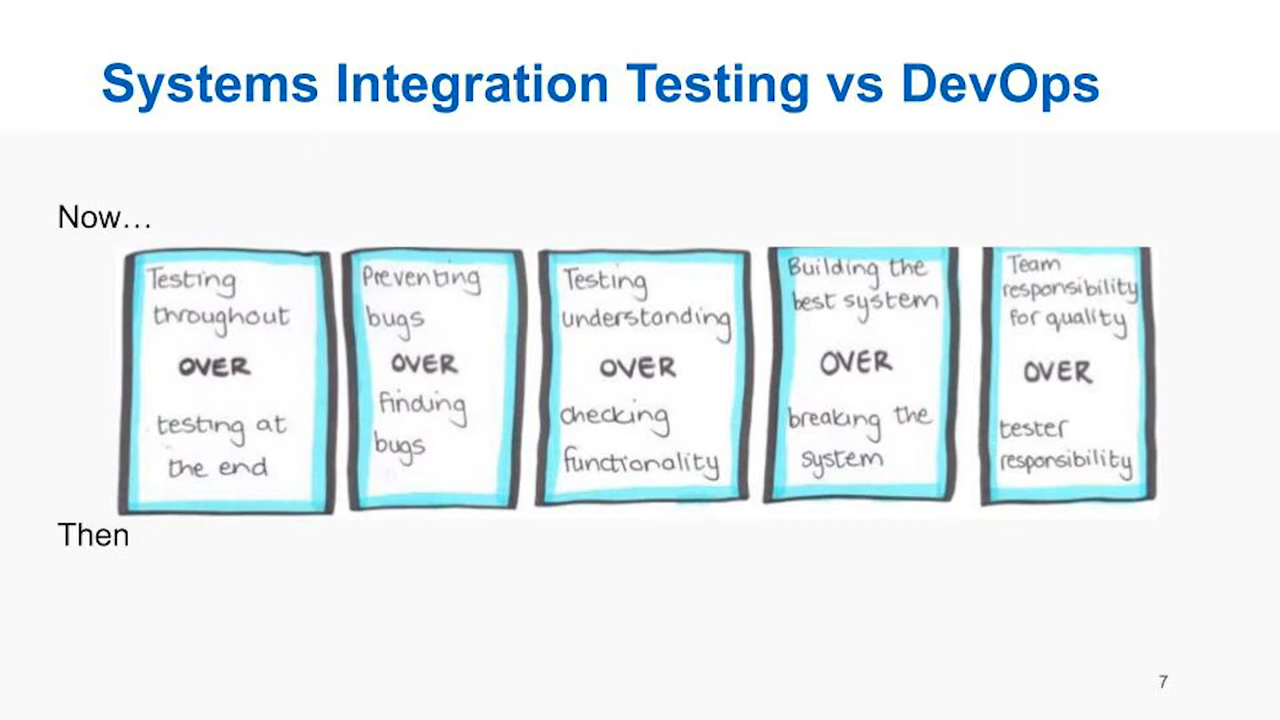 Systems Integration Testing vs DevOps
Now…
Testing
throughout
OVER
testing at
the end
Preventing
bugs
OVER
finding
bugs
Testing
understanding
OVER
checking
functionality
Building the
best system
OVER
breaking the
system
Team
responsibility
for quality
OVER
tester
responsibility
Then
7